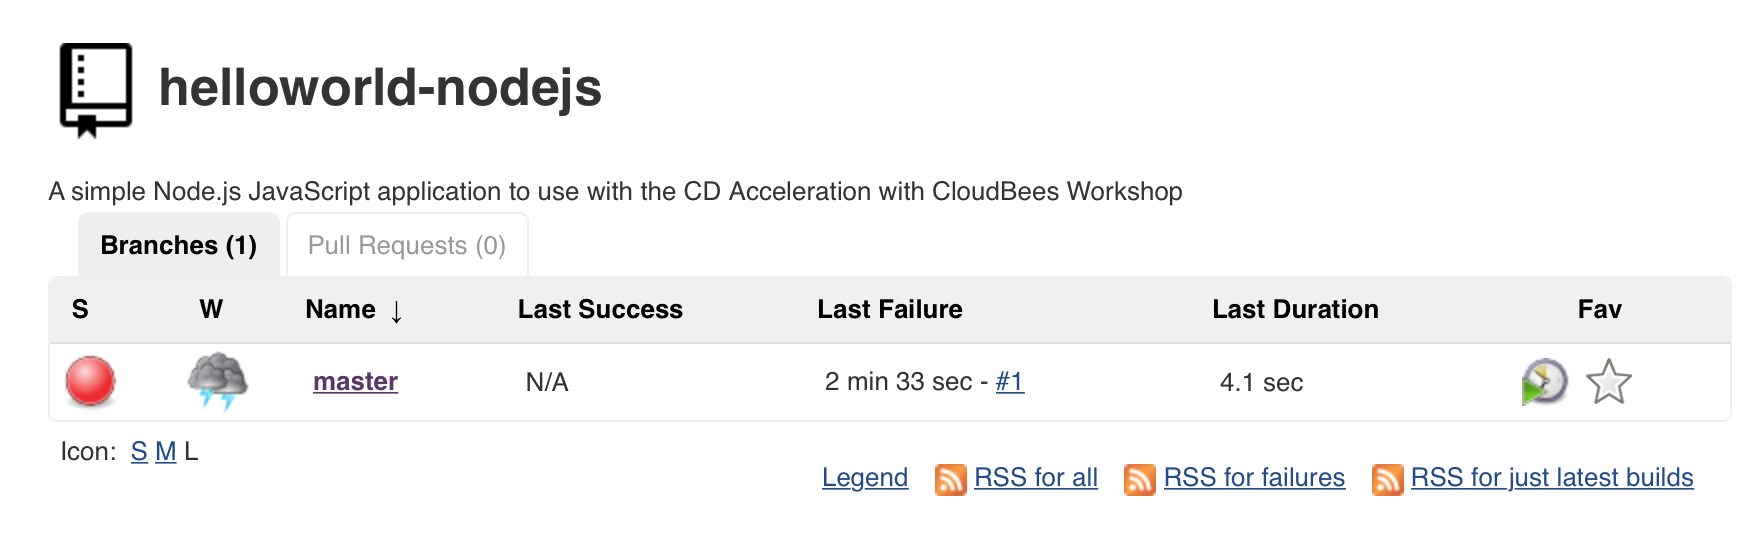 helloworld-nodejs
A simple Node.js JavaScript application to use with the CD Acceleration with CloudBees Workshop
Branches (1) Pull Requests (0)
S W Name ↓ Last Success Last Failure Last Duration Fav
master N/A 2 min 33 sec - #1 4.1 sec
Icon: S M L
Legend RSS for all RSS for failures RSS for just latest builds